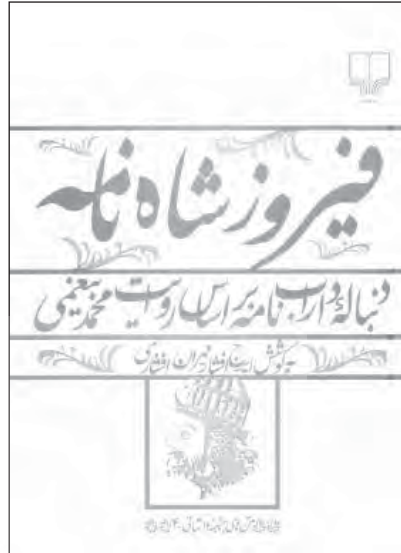 فیروزشاه نامه
دنبالهٔ داراب نامه بر اساس روایت محمد بیغمی
به کوشش ایرج افشار مهران افشاری